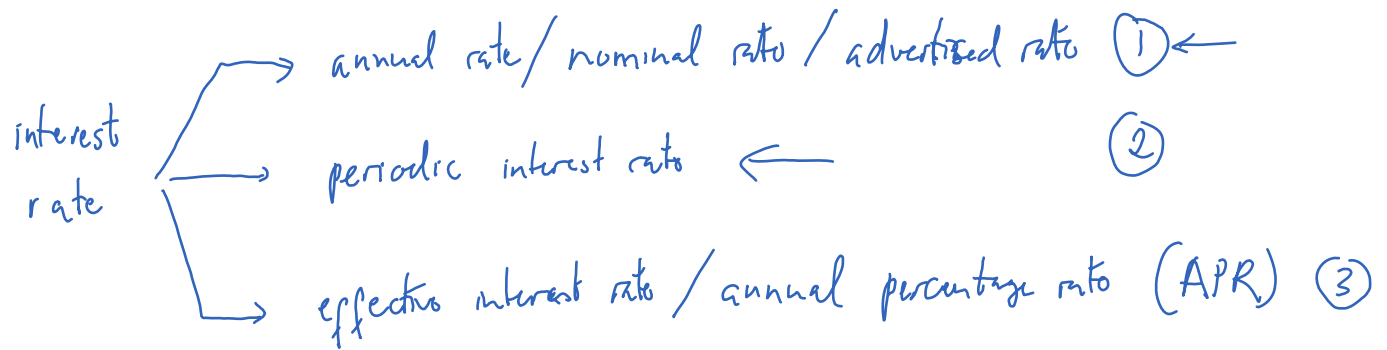 annual rate / nominal rate / advertised rate ①
interest rate
periodic interest rate ②
effective interest rate / annual percentage rate (APR) ③